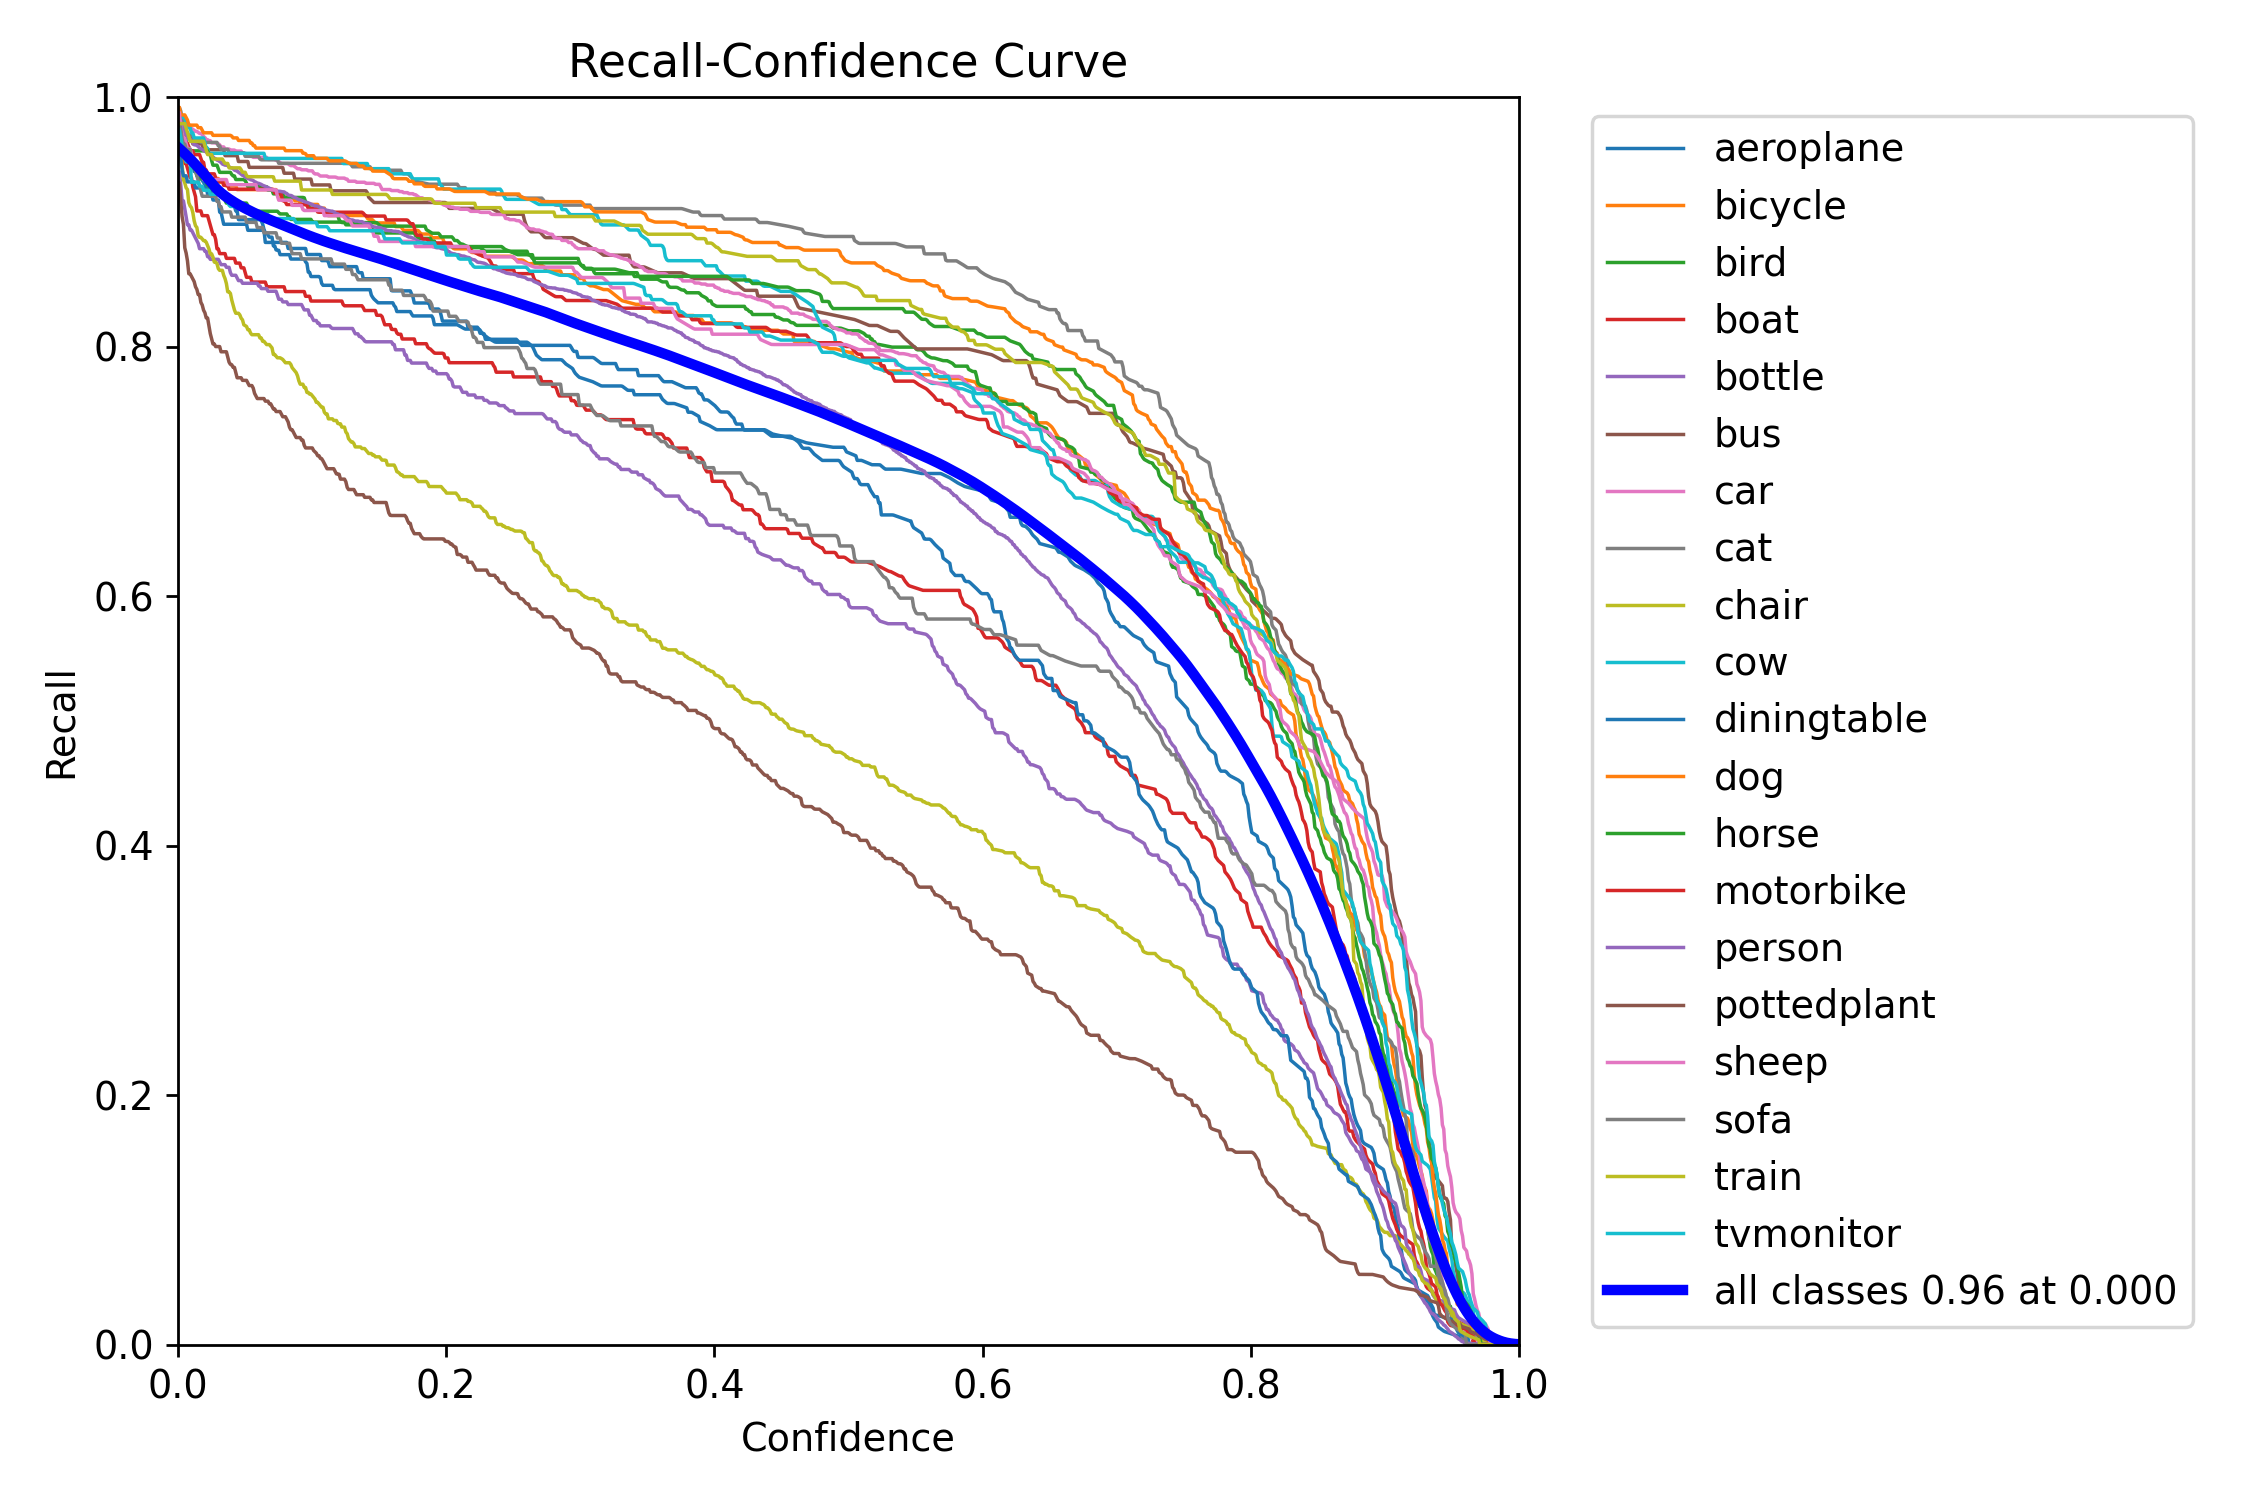 Recall-Confidence Curve
1.0
0.8
0.6
0.4
0.2
0.0
Recall
0.0 0.2 0.4 0.6 0.8 1.0
Confidence
aeroplane
bicycle
bird
boat
bottle
bus
car
cat
chair
cow
diningtable
dog
horse
motorbike
person
pottedplant
sheep
sofa
train
tvmonitor
all classes 0.96 at 0.000